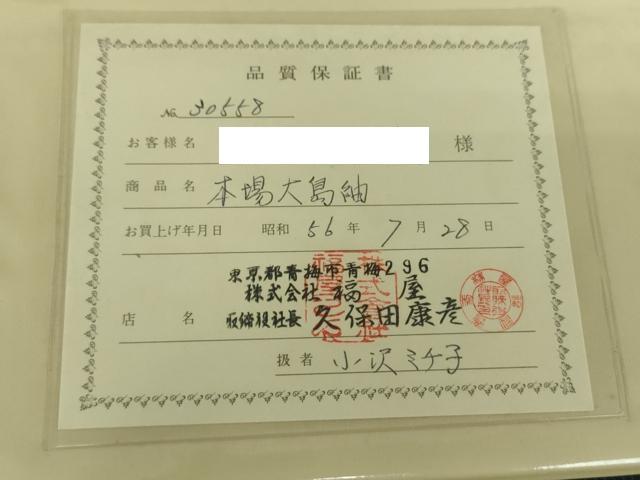 品質保証書
No. 30558
お客様名 様
商品名 本場大島紬
お買上げ年月日 昭和 56 年 7 月 28 日
東京都青梅市青梅296
株式会社 福屋
店名 取締役社長 久保田康彦
扱者 小沢ミケ子